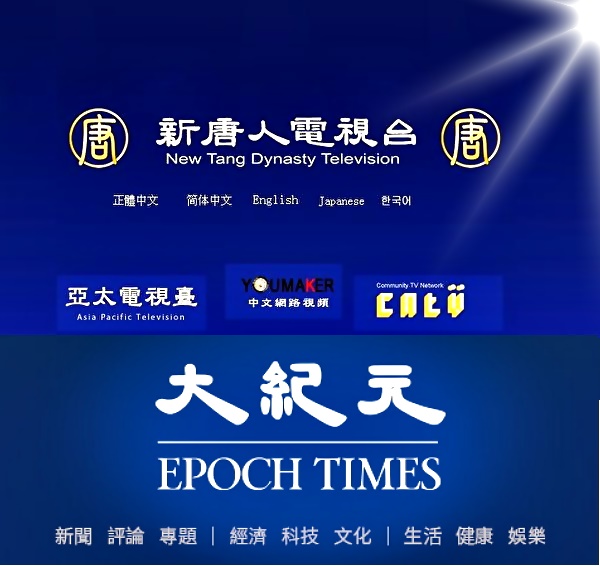 唐 新唐人電視台 唐
New Tang Dynasty Television
正體中文 简体中文 English Japanese 한국어
亞太電視臺
Asia Pacific Television
YOUMAKER
中文網路視頻
Community TV Network
CATV
大紀元
EPOCH TIMES
新聞 評論 專題 | 經濟 科技 文化 | 生活 健康 娛樂